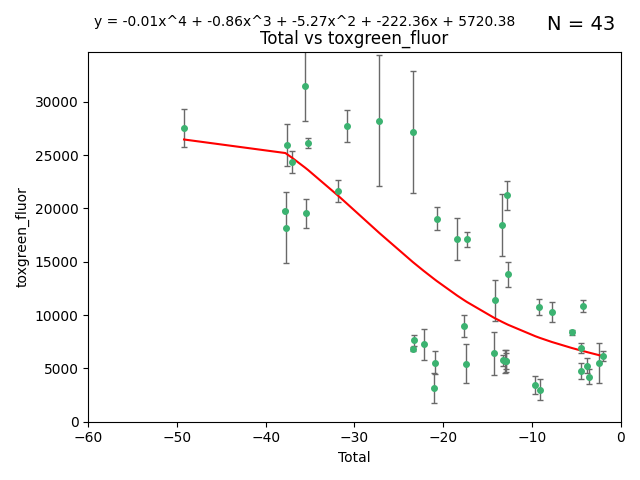 y = -0.01x^4 + -0.86x^3 + -5.27x^2 + -222.36x + 5720.38
N = 43
Total vs toxgreen_fluor
30000
25000
20000
15000
10000
5000
0
toxgreen_fluor
−60
−50
−40
−30
−20
−10
0
Total